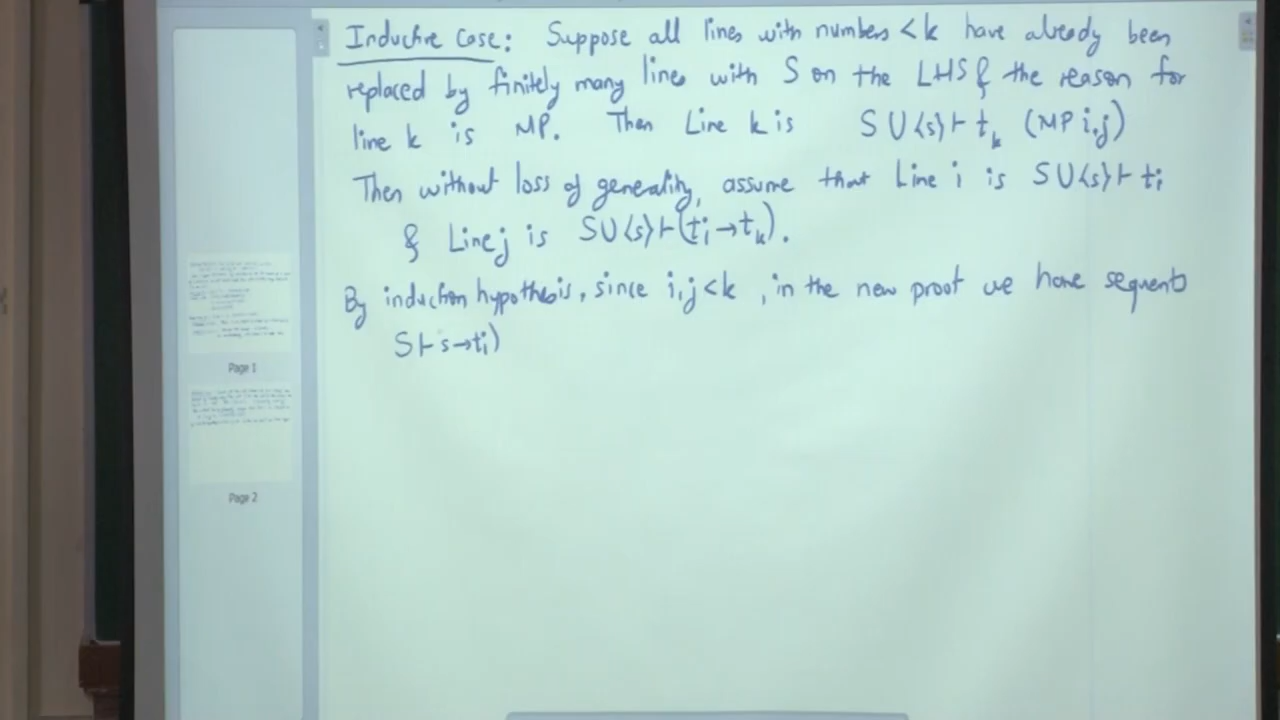 Inductive Case: Suppose all lines with numbers < k have already been
replaced by finitely many lines with S on the LHS & the reason for
line k is MP. Then Line k is S ∪ {s} ⊢ t_k (MP i,j)
Then without loss of generality, assume that Line i is S ∪ {s} ⊢ t_i
& Line j is S ∪ {s} ⊢ (t_i → t_k).
By induction hypothesis, since i,j < k, in the new proof we have sequents
S ⊢ s → t_i)
Page 1
Page 2